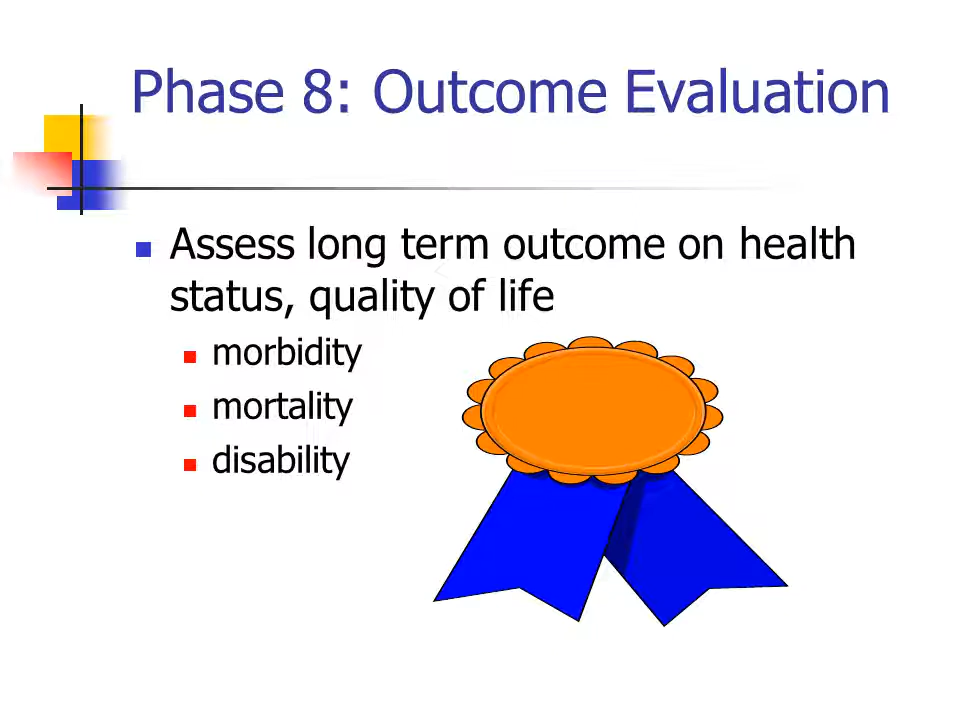 Phase 8: Outcome Evaluation
Assess long term outcome on health
status, quality of life
morbidity
mortality
disability